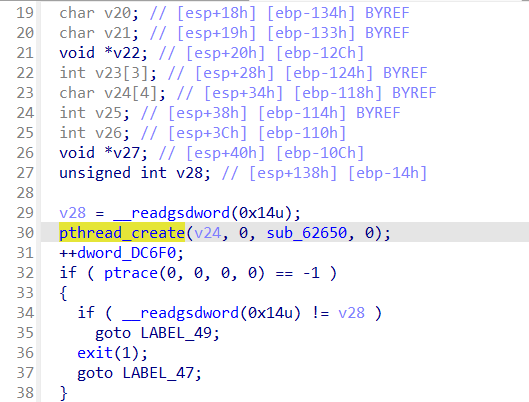 19 char v20; // [esp+18h] [ebp-134h] BYREF
20 char v21; // [esp+19h] [ebp-133h] BYREF
21 void *v22; // [esp+20h] [ebp-12Ch]
22 int v23[3]; // [esp+28h] [ebp-124h] BYREF
23 char v24[4]; // [esp+34h] [ebp-118h] BYREF
24 int v25; // [esp+38h] [ebp-114h] BYREF
25 int v26; // [esp+3Ch] [ebp-110h]
26 void *v27; // [esp+40h] [ebp-10Ch]
27 unsigned int v28; // [esp+138h] [ebp-14h]
28
29 v28 = __readgsdword(0x14u);
30 pthread_create(v24, 0, sub_62650, 0);
31 ++dword_DC6F0;
32 if ( ptrace(0, 0, 0, 0) == -1 )
33 {
34 if ( __readgsdword(0x14u) != v28 )
35 goto LABEL_49;
36 exit(1);
37 goto LABEL_47;
38 }